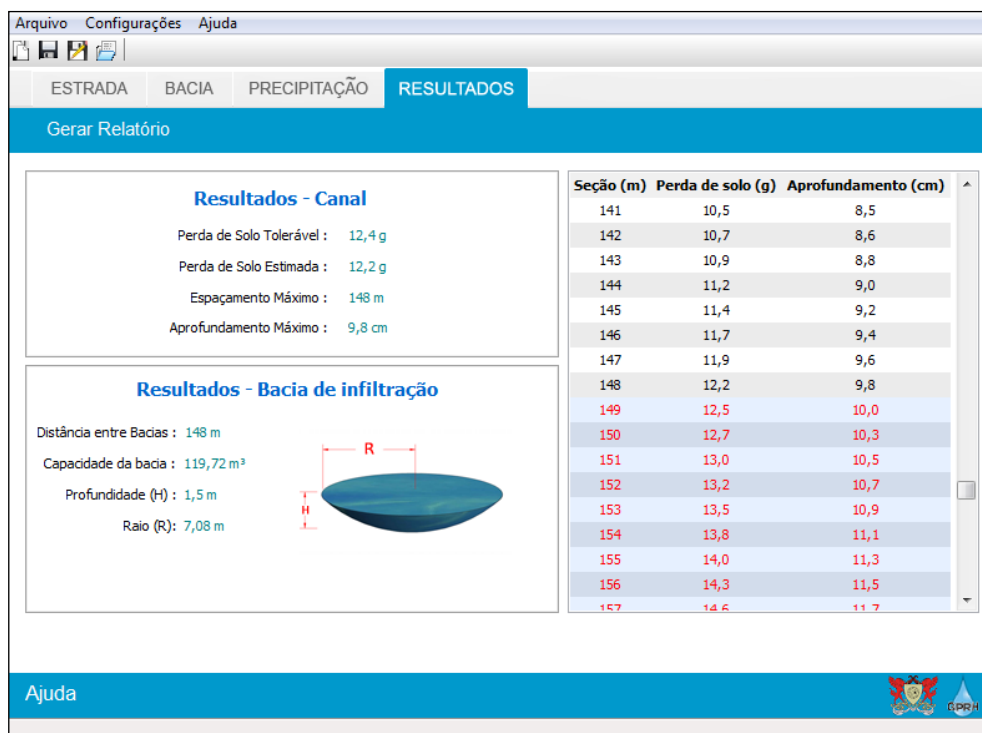 Arquivo Configurações Ajuda
ESTRADA BACIA PRECIPITAÇÃO RESULTADOS
Gerar Relatório
Resultados - Canal
Perda de Solo Tolerável : 12,4 g
Perda de Solo Estimada : 12,2 g
Espaçamento Máximo : 148 m
Aprofundamento Máximo : 9,8 cm
Resultados - Bacia de infiltração
Distância entre Bacias : 148 m
Capacidade da bacia : 119,72 m³
Profundidade (H) : 1,5 m
Raio (R): 7,08 m
R
H
Seção (m) Perda de solo (g) Aprofundamento (cm)
141 10,5 8,5
142 10,7 8,6
143 10,9 8,8
144 11,2 9,0
145 11,4 9,2
146 11,7 9,4
147 11,9 9,6
148 12,2 9,8
149 12,5 10,0
150 12,7 10,3
151 13,0 10,5
152 13,2 10,7
153 13,5 10,9
154 13,8 11,1
155 14,0 11,3
156 14,3 11,5
157 14,6 11,7
Ajuda
GPRH